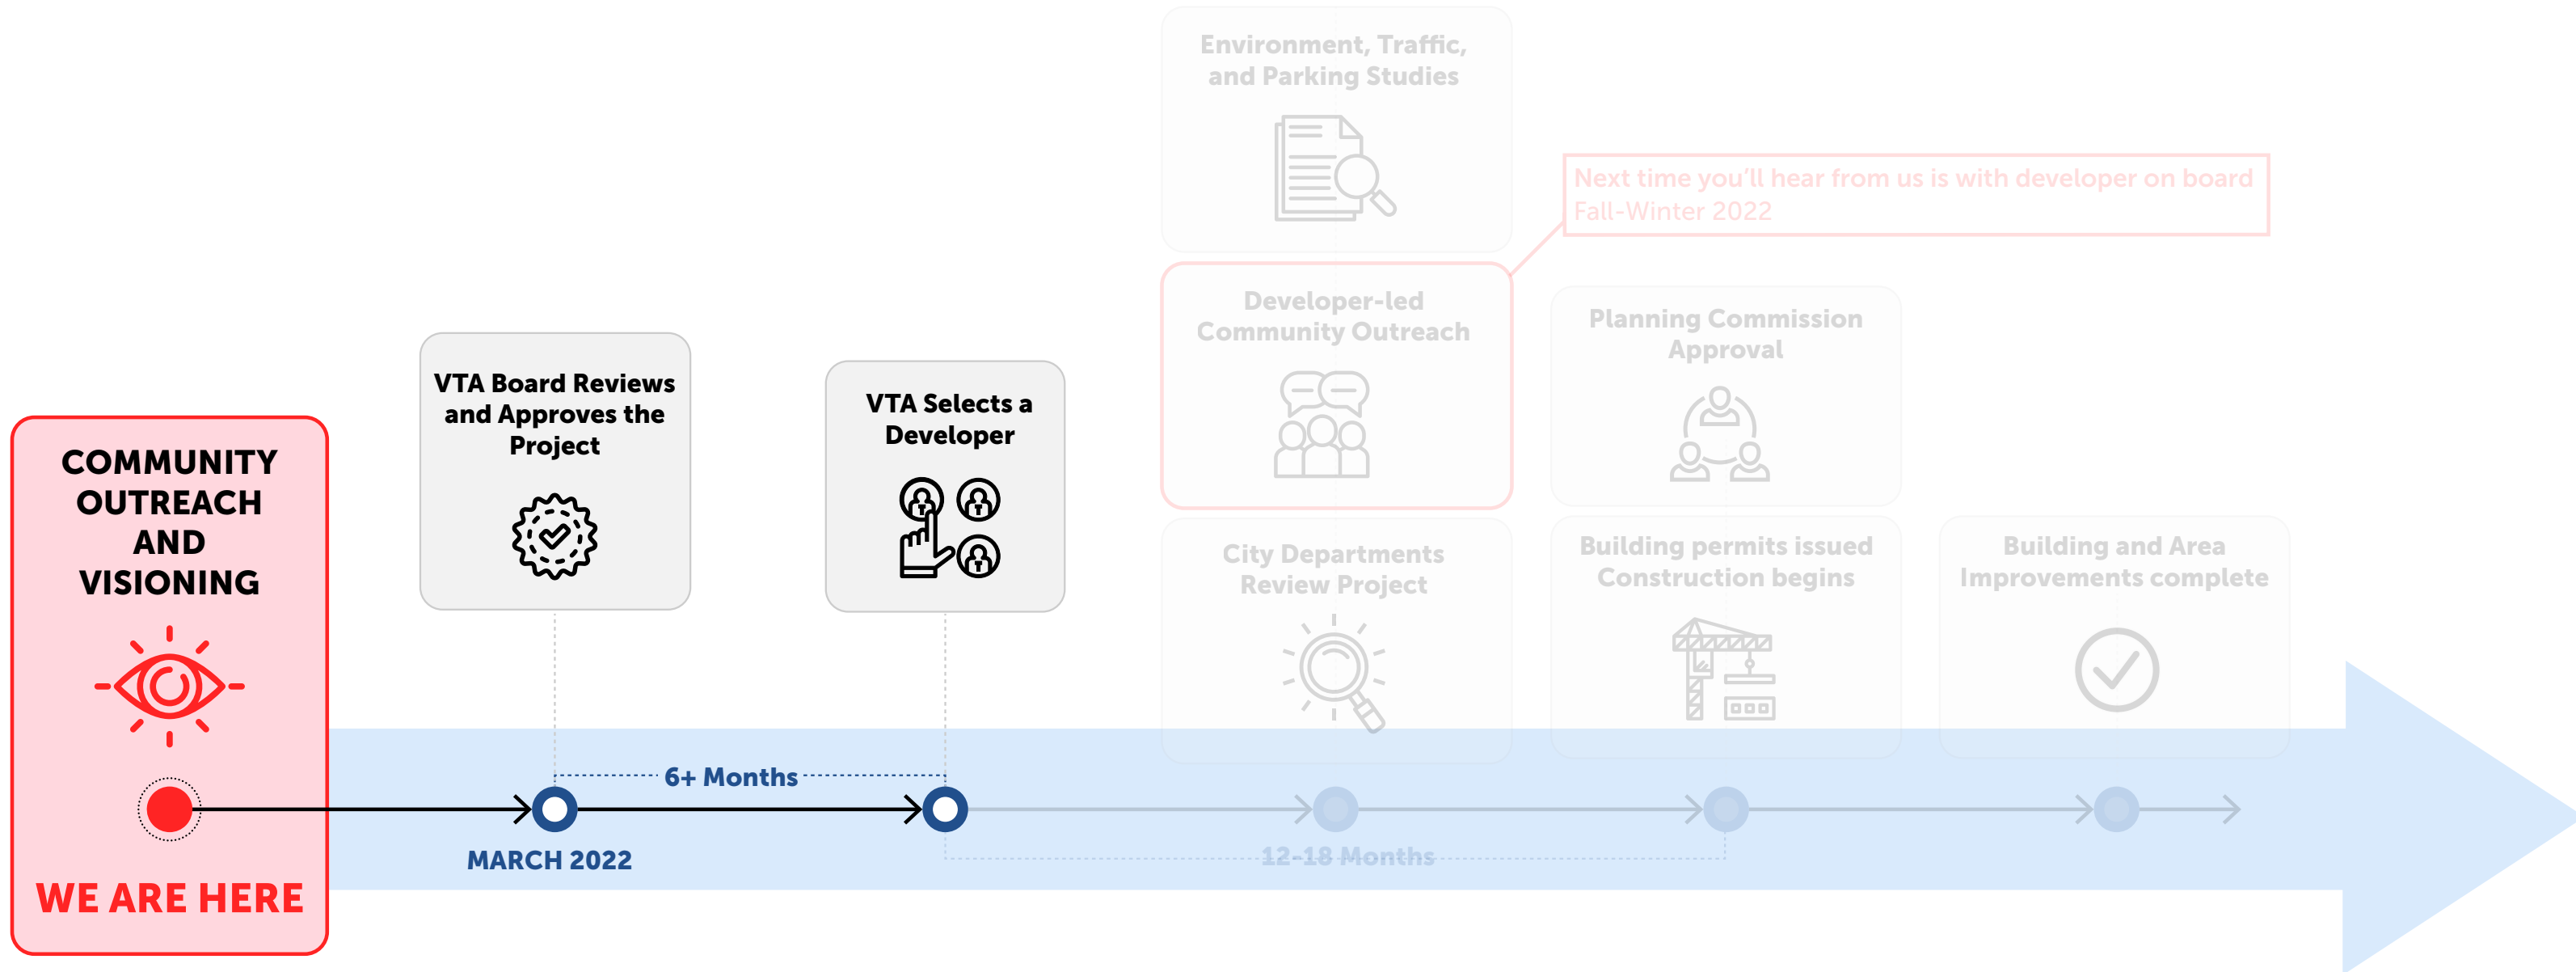 COMMUNITY
OUTREACH
AND
VISIONING
WE ARE HERE
VTA Board Reviews
and Approves the
Project
MARCH 2022
6+ Months
VTA Selects a
Developer
Environment, Traffic,
and Parking Studies
Developer-led
Community Outreach
Next time you’ll hear from us is with developer on board
Fall-Winter 2022
City Departments
Review Project
12-18 Months
Planning Commission
Approval
Building permits issued
Construction begins
Building and Area
Improvements complete